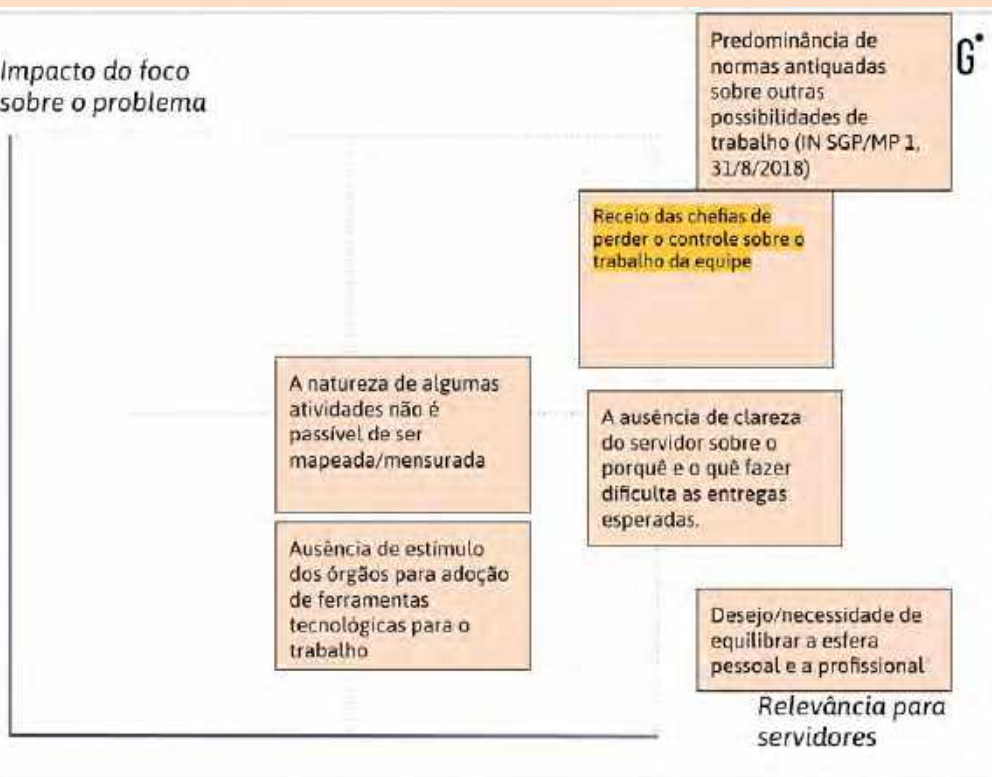 Impacto do foco
sobre o problema
Predominância de
normas antiquadas
sobre outras
possibilidades de
trabalho (IN SGP/MP 1,
31/8/2018)
G
Receio das chefias de
perder o controle sobre o
trabalho da equipe
A natureza de algumas
atividades não é
passível de ser
mapeada/mensurada
A ausência de clareza
do servidor sobre o
porquê e o quê fazer
dificulta as entregas
esperadas.
Ausência de estímulo
dos órgãos para adoção
de ferramentas
tecnológicas para o
trabalho
Desejo/necessidade de
equilibrar a esfera
pessoal e a profissional
Relevância para
servidores